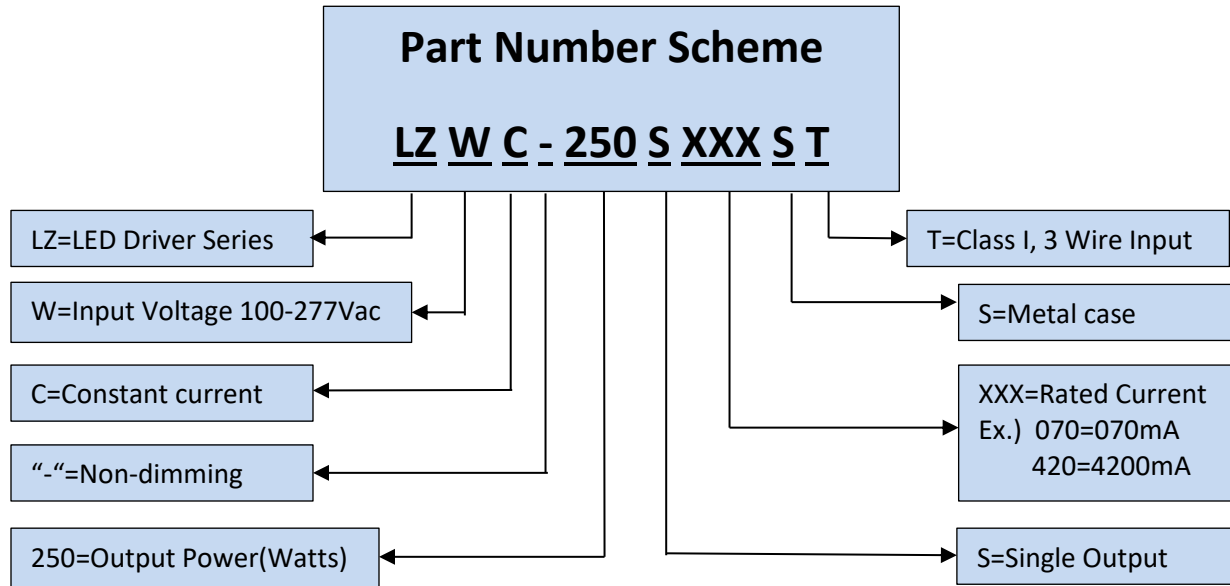 Part Number Scheme
LZ W C - 250 S XXX S T
LZ=LED Driver Series
W=Input Voltage 100-277Vac
C=Constant current
“-“=Non-dimming
250=Output Power(Watts)
T=Class I, 3 Wire Input
S=Metal case
XXX=Rated Current
Ex.) 070=070mA
420=4200mA
S=Single Output